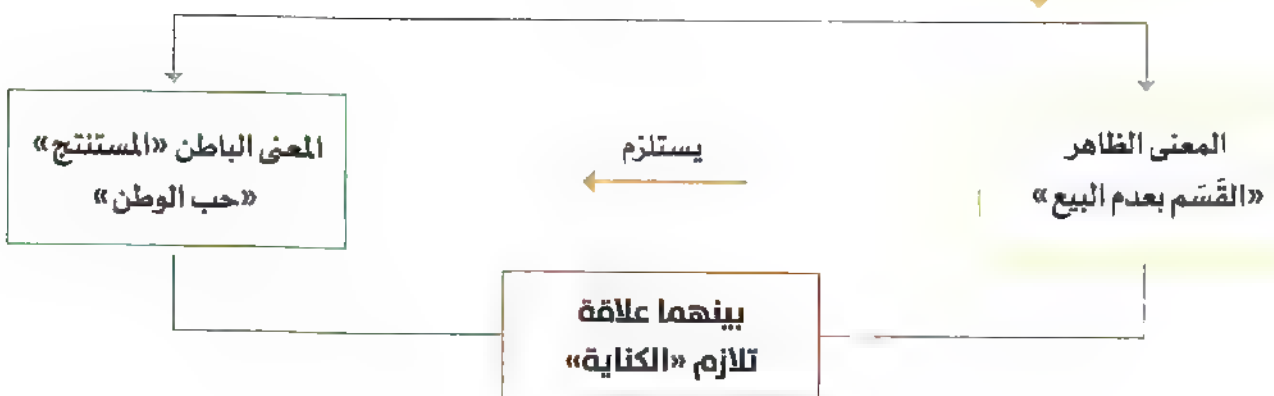 المعنى الظاهر
«القَسَم بعدم البيع»
يستلزم
المعنى الباطن «المستنتج»
«حب الوطن»
بينهما علاقة
تلازم «الكناية»